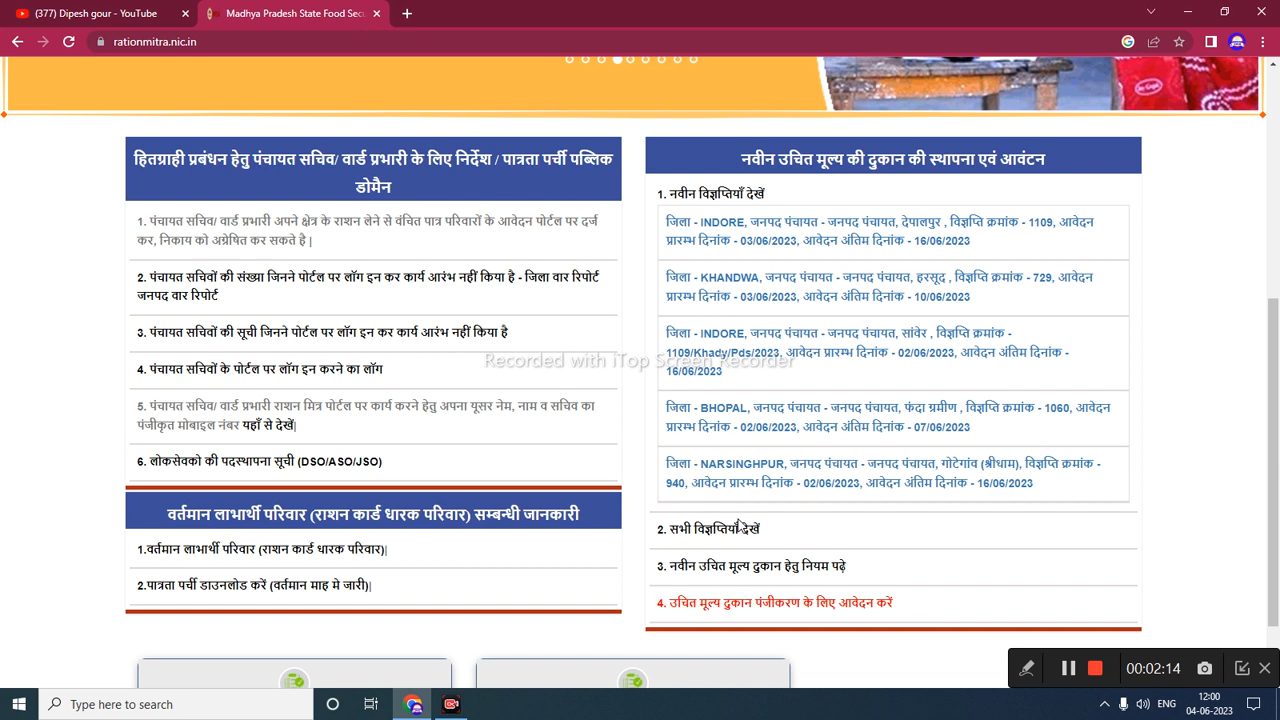 (377) Dipesh gour - YouTube
Madhya Pradesh State Food Secu
rationmitra.nic.in
हितग्राही प्रबंधन हेतु पंचायत सचिव/ वार्ड प्रभारी के लिए निर्देश / पात्रता पर्ची पब्लिक
डोमैन
1. पंचायत सचिव/ वार्ड प्रभारी अपने क्षेत्र के राशन लेने से वंचित पात्र परिवारों के आवेदन पोर्टल पर दर्ज
कर, निकाय को अग्रेषित कर सकते है |
2. पंचायत सचिवों की संख्या जिनने पोर्टल पर लॉग इन कर कार्य आरंभ नहीं किया है - जिला वार रिपोर्ट
जनपद वार रिपोर्ट
3. पंचायत सचिवों की सूची जिनने पोर्टल पर लॉग इन कर कार्य आरंभ नहीं किया है
4. पंचायत सचिवों के पोर्टल पर लॉग इन करने का लॉग
5. पंचायत सचिव/ वार्ड प्रभारी राशन मित्र पोर्टल पर कार्य करने हेतु अपना यूसर नेम, नाम व सचिव का
पंजीकृत मोबाइल नंबर यहाँ से देखें|
6. लोकसेवको की पदस्थापना सूची (DSO/ASO/JSO)
वर्तमान लाभार्थी परिवार (राशन कार्ड धारक परिवार) सम्बन्धी जानकारी
1.वर्तमान लाभार्थी परिवार (राशन कार्ड धारक परिवार)|
2.पात्रता पर्ची डाउनलोड करें (वर्तमान माह मे जारी)|
नवीन उचित मूल्य की दुकान की स्थापना एवं आवंटन
1. नवीन विज्ञप्तियाँ देखें
जिला - INDORE, जनपद पंचायत - जनपद पंचायत, देपालपुर , विज्ञप्ति क्रमांक - 1109, आवेदन
प्रारम्भ दिनांक - 03/06/2023, आवेदन अंतिम दिनांक - 16/06/2023
जिला - KHANDWA, जनपद पंचायत - जनपद पंचायत, हरसूद , विज्ञप्ति क्रमांक - 729, आवेदन
प्रारम्भ दिनांक - 03/06/2023, आवेदन अंतिम दिनांक - 10/06/2023
जिला - INDORE, जनपद पंचायत - जनपद पंचायत, सांवेर , विज्ञप्ति क्रमांक -
1109/Khady/Pds/2023, आवेदन प्रारम्भ दिनांक - 02/06/2023, आवेदन अंतिम दिनांक -
16/06/2023
जिला - BHOPAL, जनपद पंचायत - जनपद पंचायत, फंदा ग्रामीण , विज्ञप्ति क्रमांक - 1060, आवेदन
प्रारम्भ दिनांक - 02/06/2023, आवेदन अंतिम दिनांक - 07/06/2023
जिला - NARSINGHPUR, जनपद पंचायत - जनपद पंचायत, गोटेगांव (श्रीधाम), विज्ञप्ति क्रमांक -
940, आवेदन प्रारम्भ दिनांक - 02/06/2023, आवेदन अंतिम दिनांक - 16/06/2023
2. सभी विज्ञप्तियाँ देखें
3. नवीन उचित मूल्य दुकान हेतु नियम पढ़े
4. उचित मूल्य दुकान पंजीकरण के लिए आवेदन करें
Recorded with iTop Screen Recorder
00:02:14
Type here to search
ENG
12:00
04-06-2023